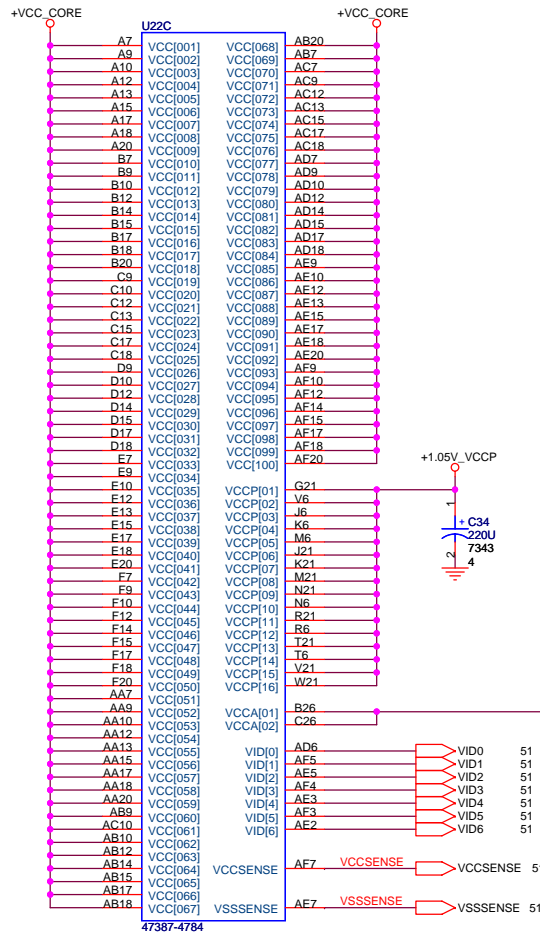 +VCC_CORE +VCC_CORE
U22C
A7 VCC[001] VCC[068] AB20
A9 VCC[002] VCC[069] AB7
A10 VCC[003] VCC[070] AC7
A12 VCC[004] VCC[071] AC9
A13 VCC[005] VCC[072] AC12
A15 VCC[006] VCC[073] AC13
A17 VCC[007] VCC[074] AC15
A18 VCC[008] VCC[075] AC17
A20 VCC[009] VCC[076] AC18
B7 VCC[010] VCC[077] AD7
B9 VCC[011] VCC[078] AD9
B10 VCC[012] VCC[079] AD10
B12 VCC[013] VCC[080] AD12
B14 VCC[014] VCC[081] AD14
B15 VCC[015] VCC[082] AD15
B17 VCC[016] VCC[083] AD17
B18 VCC[017] VCC[084] AD18
B20 VCC[018] VCC[085] AE9
C9 VCC[019] VCC[086] AE10
C10 VCC[020] VCC[087] AE12
C12 VCC[021] VCC[088] AE13
C13 VCC[022] VCC[089] AE15
C15 VCC[023] VCC[090] AE17
C17 VCC[024] VCC[091] AE18
C18 VCC[025] VCC[092] AE20
D9 VCC[026] VCC[093] AF9
D10 VCC[027] VCC[094] AF10
D12 VCC[028] VCC[095] AF12
D14 VCC[029] VCC[096] AF14
D15 VCC[030] VCC[097] AF15
D17 VCC[031] VCC[098] AF17
D18 VCC[032] VCC[099] AF18
E7 VCC[033] VCC[100] AF20
+1.05V_VCCP
E9 VCC[034]
E10 VCC[035] VCCP[01] G21
E12 VCC[036] VCCP[02] V6
E13 VCC[037] VCCP[03] J6
E15 VCC[038] VCCP[04] K6
E17 VCC[039] VCCP[05] M6
E18 VCC[040] VCCP[06] J21
E20 VCC[041] VCCP[07] K21
F7 VCC[042] VCCP[08] M21
F9 VCC[043] VCCP[09] N21
F10 VCC[044] VCCP[10] N6
F12 VCC[045] VCCP[11] R21
F14 VCC[046] VCCP[12] R6
F15 VCC[047] VCCP[13] T21
F17 VCC[048] VCCP[14] T6
F18 VCC[049] VCCP[15] V21
F20 VCC[050] VCCP[16] W21
1
+ C34
220U
7343
2
4
AA7 VCC[051]
AA9 VCC[052] VCCA[01] B26
AA10 VCC[053] VCCA[02] C26
AA12 VCC[054]
AA13 VCC[055] VID[0] AD6 VID0 51
AA15 VCC[056] VID[1] AF5 VID1 51
AA17 VCC[057] VID[2] AE5 VID2 51
AA18 VCC[058] VID[3] AF4 VID3 51
AA20 VCC[059] VID[4] AE3 VID4 51
AB9 VCC[060] VID[5] AF3 VID5 51
AC10 VCC[061] VID[6] AE2 VID6 51
AB10 VCC[062]
AB12 VCC[063]
AB14 VCC[064] VCCSENSE AF7 VCCSENSE VCCSENSE 51
AB15 VCC[065]
AB17 VCC[066]
AB18 VCC[067] VSSSENSE AE7 VSSSENSE VSSSENSE 51
47387-4784